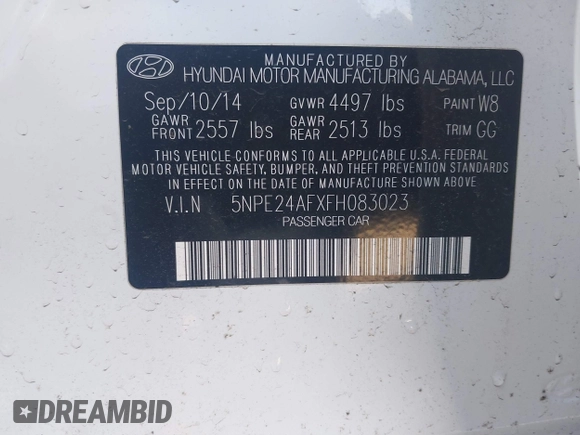 MANUFACTURED BY
HYUNDAI MOTOR MANUFACTURING ALABAMA, LLC
Sep/10/14 GVWR 4497 lbs PAINT W8
GAWR FRONT 2557 lbs GAWR REAR 2513 lbs TRIM GG
THIS VEHICLE CONFORMS TO ALL APPLICABLE U.S.A. FEDERAL
MOTOR VEHICLE SAFETY, BUMPER, AND THEFT PREVENTION STANDARDS
IN EFFECT ON THE DATE OF MANUFACTURE SHOWN ABOVE
V.I.N 5NPE24AFXFH083023
PASSENGER CAR
DREAMBID